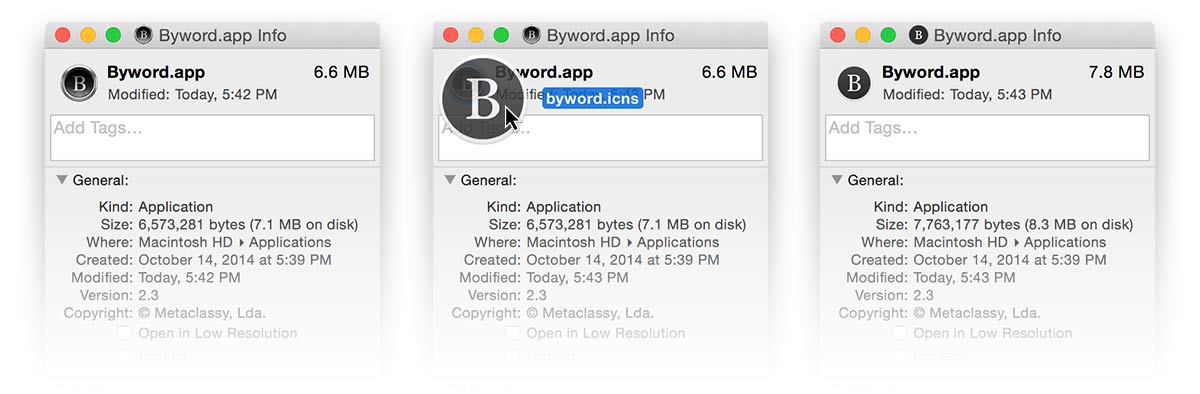 Byword.app Info
Byword.app 6.6 MB
Modified: Today, 5:42 PM
Add Tags…
General:
Kind: Application
Size: 6,573,281 bytes (7.1 MB on disk)
Where: Macintosh HD ▸ Applications
Created: October 14, 2014 at 5:39 PM
Modified: Today, 5:42 PM
Version: 2.3
Copyright: © Metaclassy, Lda.
Open in Low Resolution
Locked
Byword.app Info
Byword.app 6.6 MB
byword.icns PM
General:
Kind: Application
Size: 6,573,281 bytes (7.1 MB on disk)
Where: Macintosh HD ▸ Applications
Created: October 14, 2014 at 5:39 PM
Modified: Today, 5:43 PM
Version: 2.3
Copyright: © Metaclassy, Lda.
Open in Low Resolution
Locked
Byword.app Info
Byword.app 7.8 MB
Modified: Today, 5:43 PM
Add Tags…
General:
Kind: Application
Size: 7,763,177 bytes (8.3 MB on disk)
Where: Macintosh HD ▸ Applications
Created: October 14, 2014 at 5:39 PM
Modified: Today, 5:43 PM
Version: 2.3
Copyright: © Metaclassy, Lda.
Open in Low Resolution
Locked